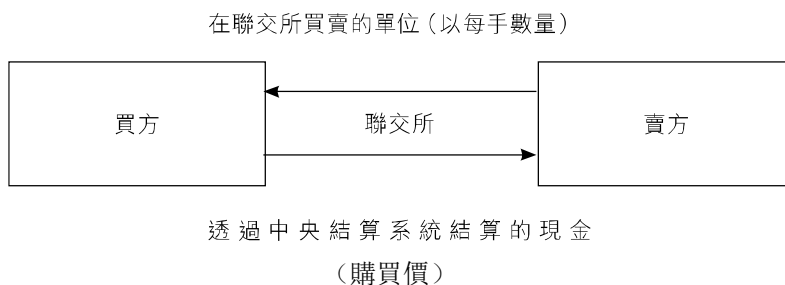 在聯交所買賣的單位（以每手數量）
買方
聯交所
賣方
透過中央結算系統結算的現金
（購買價）